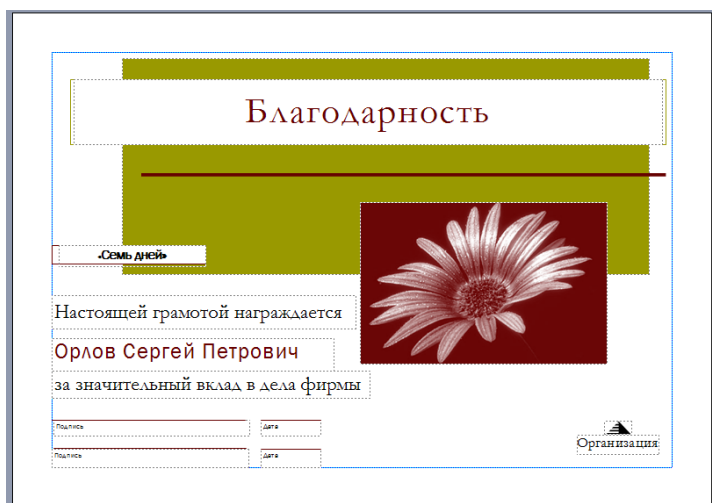 Благодарность
«Семь дней»
Настоящей грамотой награждается
Орлов Сергей Петрович
за значительный вклад в дела фирмы
Подпись Дата
Организация
Подпись Дата